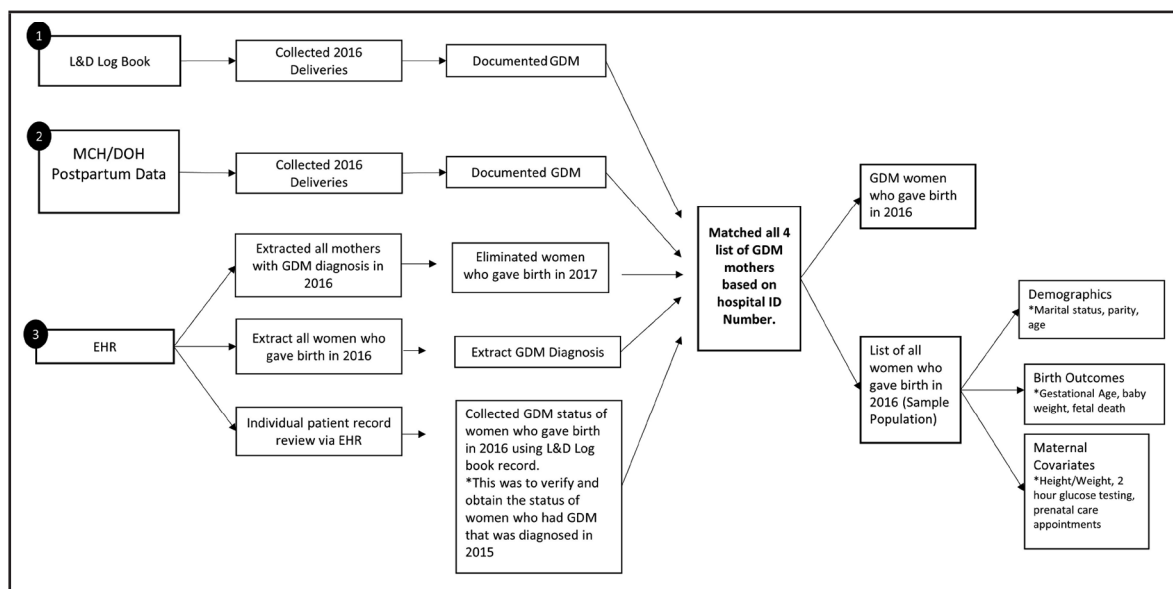 1
L&D Log Book
Collected 2016
Deliveries
Documented GDM
2
MCH/DOH
Postpartum Data
Collected 2016
Deliveries
Documented GDM
3
EHR
Extracted all mothers
with GDM diagnosis in
2016
Eliminated women
who gave birth in 2017
Extract all women who
gave birth in 2016
Extract GDM Diagnosis
Individual patient record
review via EHR
Collected GDM status of
women who gave birth
in 2016 using L&D Log
book record.
*This was to verify and
obtain the status of
women who had GDM
that was diagnosed in
2015
Matched all 4
list of GDM
mothers
based on
hospital ID
Number.
GDM women
who gave birth
in 2016
List of all
women who
gave birth in
2016 (Sample
Population)
Demographics
*Marital status, parity,
age
Birth Outcomes
*Gestational Age, baby
weight, fetal death
Maternal
Covariates
*Height/Weight, 2
hour glucose testing,
prenatal care
appointments